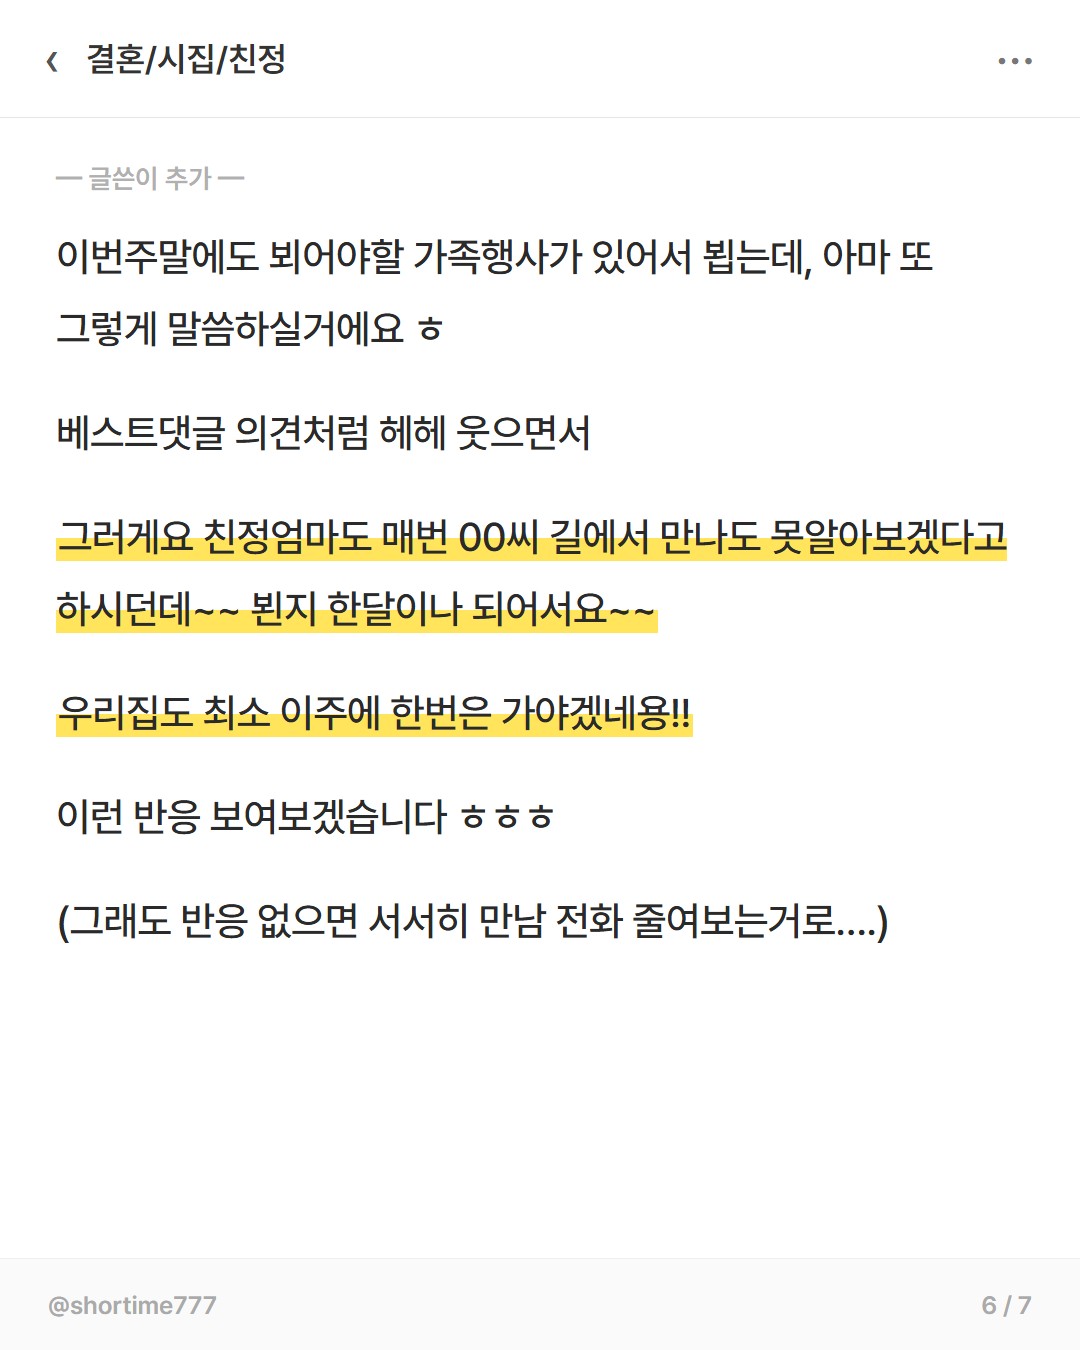 결혼/시집/친정
— 글쓴이 추가 —
이번주말에도 뵈어야할 가족행사가 있어서 뵙는데, 아마 또
그렇게 말씀하실거에요 ㅎ
베스트댓글 의견처럼 헤헤 웃으면서
그러게요 친정엄마도 매번 00씨 길에서 만나도 못알아보겠다고
하시던데~~ 뵌지 한달이나 되어서요~~
우리집도 최소 이주에 한번은 가야겠네용!!
이런 반응 보여보겠습니다 ㅎㅎㅎ
(그래도 반응 없으면 서서히 만남 전화 줄여보는거로....)
@shortime777
6 / 7